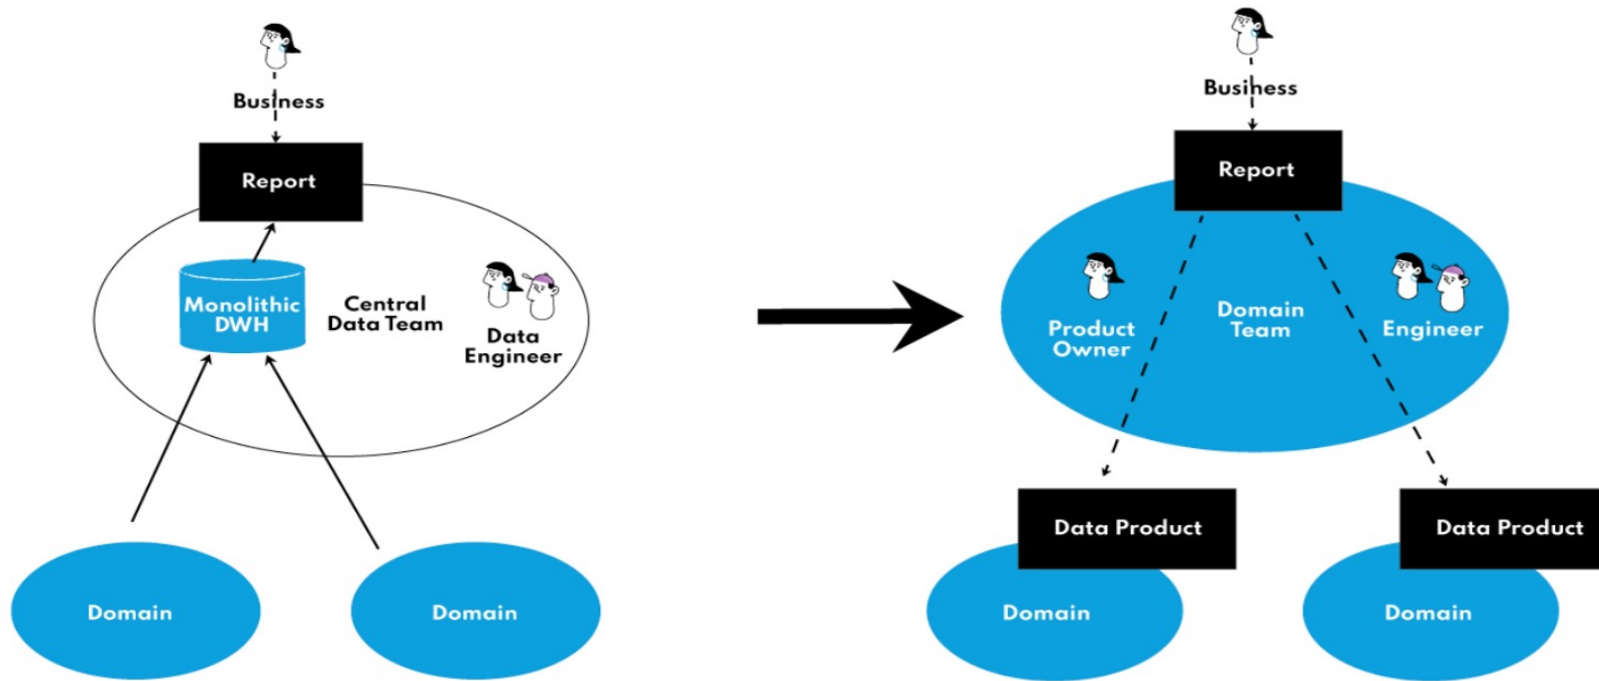 Business
Report
Monolithic
DWH
Central
Data Team
Data
Engineer
Domain
Domain
Business
Report
Product
Owner
Domain
Team
Engineer
Data Product
Data Product
Domain
Domain